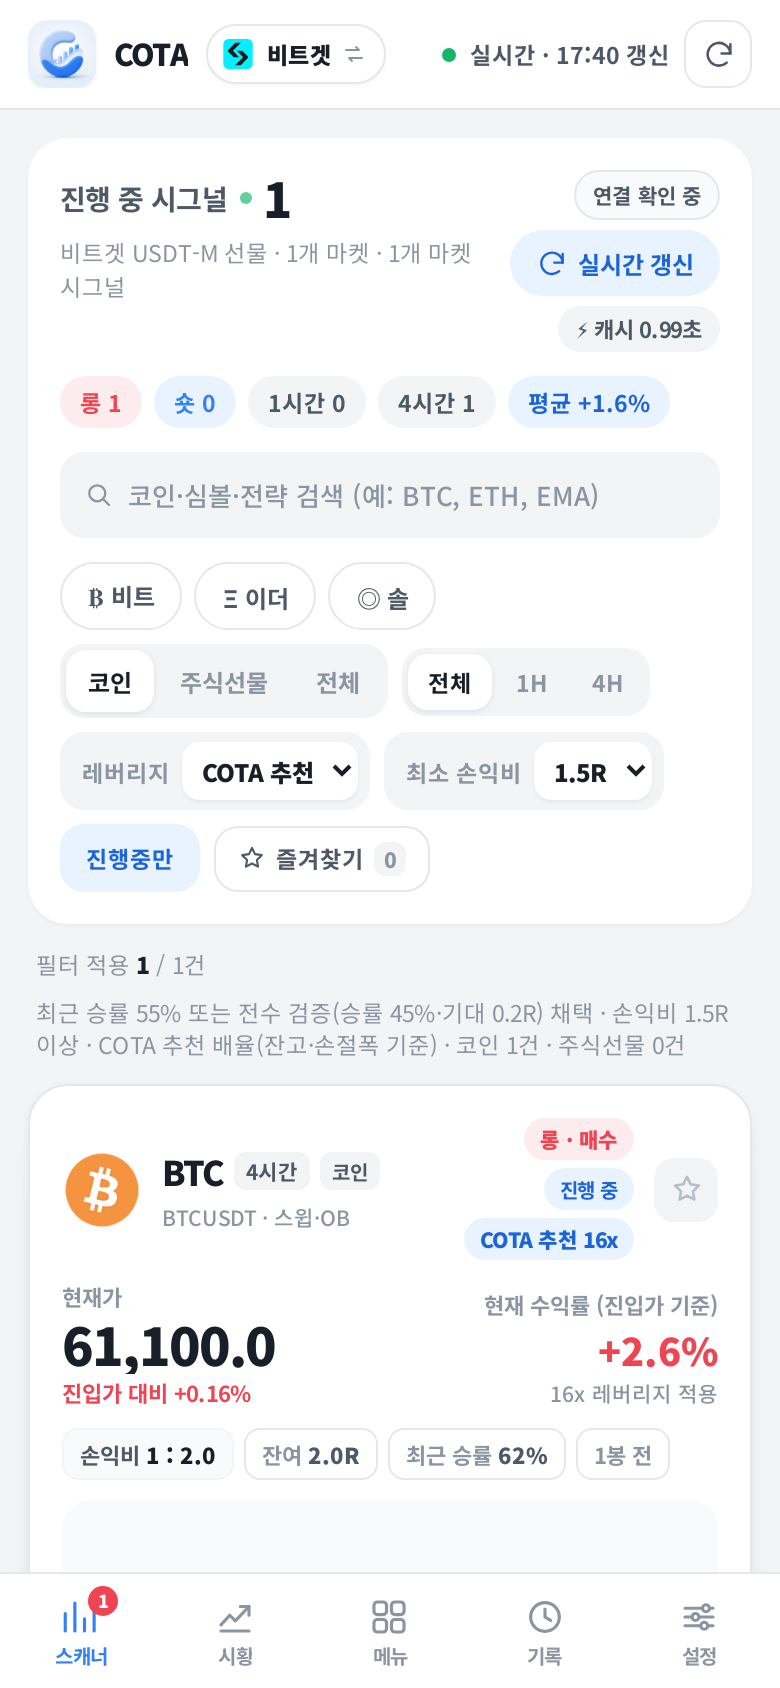 COTA
비트겟
실시간 · 17:40 갱신
진행 중 시그널 1
연결 확인 중
비트겟 USDT-M 선물 · 1개 마켓 · 1개 마켓
시그널
실시간 갱신
⚡ 캐시 0.99초
롱 1
숏 0
1시간 0
4시간 1
평균 +1.6%
코인·심볼·전략 검색 (예: BTC, ETH, EMA)
₿ 비트
Ξ 이더
◎ 솔
코인
주식선물
전체
전체
1H
4H
레버리지
COTA 추천
최소 손익비
1.5R
진행중만
즐겨찾기 0
필터 적용 1 / 1건
최근 승률 55% 또는 전수 검증(승률 45%·기대 0.2R) 채택 · 손익비 1.5R
이상 · COTA 추천 배율(잔고·손절폭 기준) · 코인 1건 · 주식선물 0건
롱 · 매수
BTC
4시간
코인
진행 중
BTCUSDT · 스윕·OB
COTA 추천 16x
현재가
현재 수익률 (진입가 기준)
61,100.0
+2.6%
진입가 대비 +0.16%
16x 레버리지 적용
손익비 1 : 2.0
잔여 2.0R
최근 승률 62%
1봉 전
1
스캐너
시황
메뉴
기록
설정